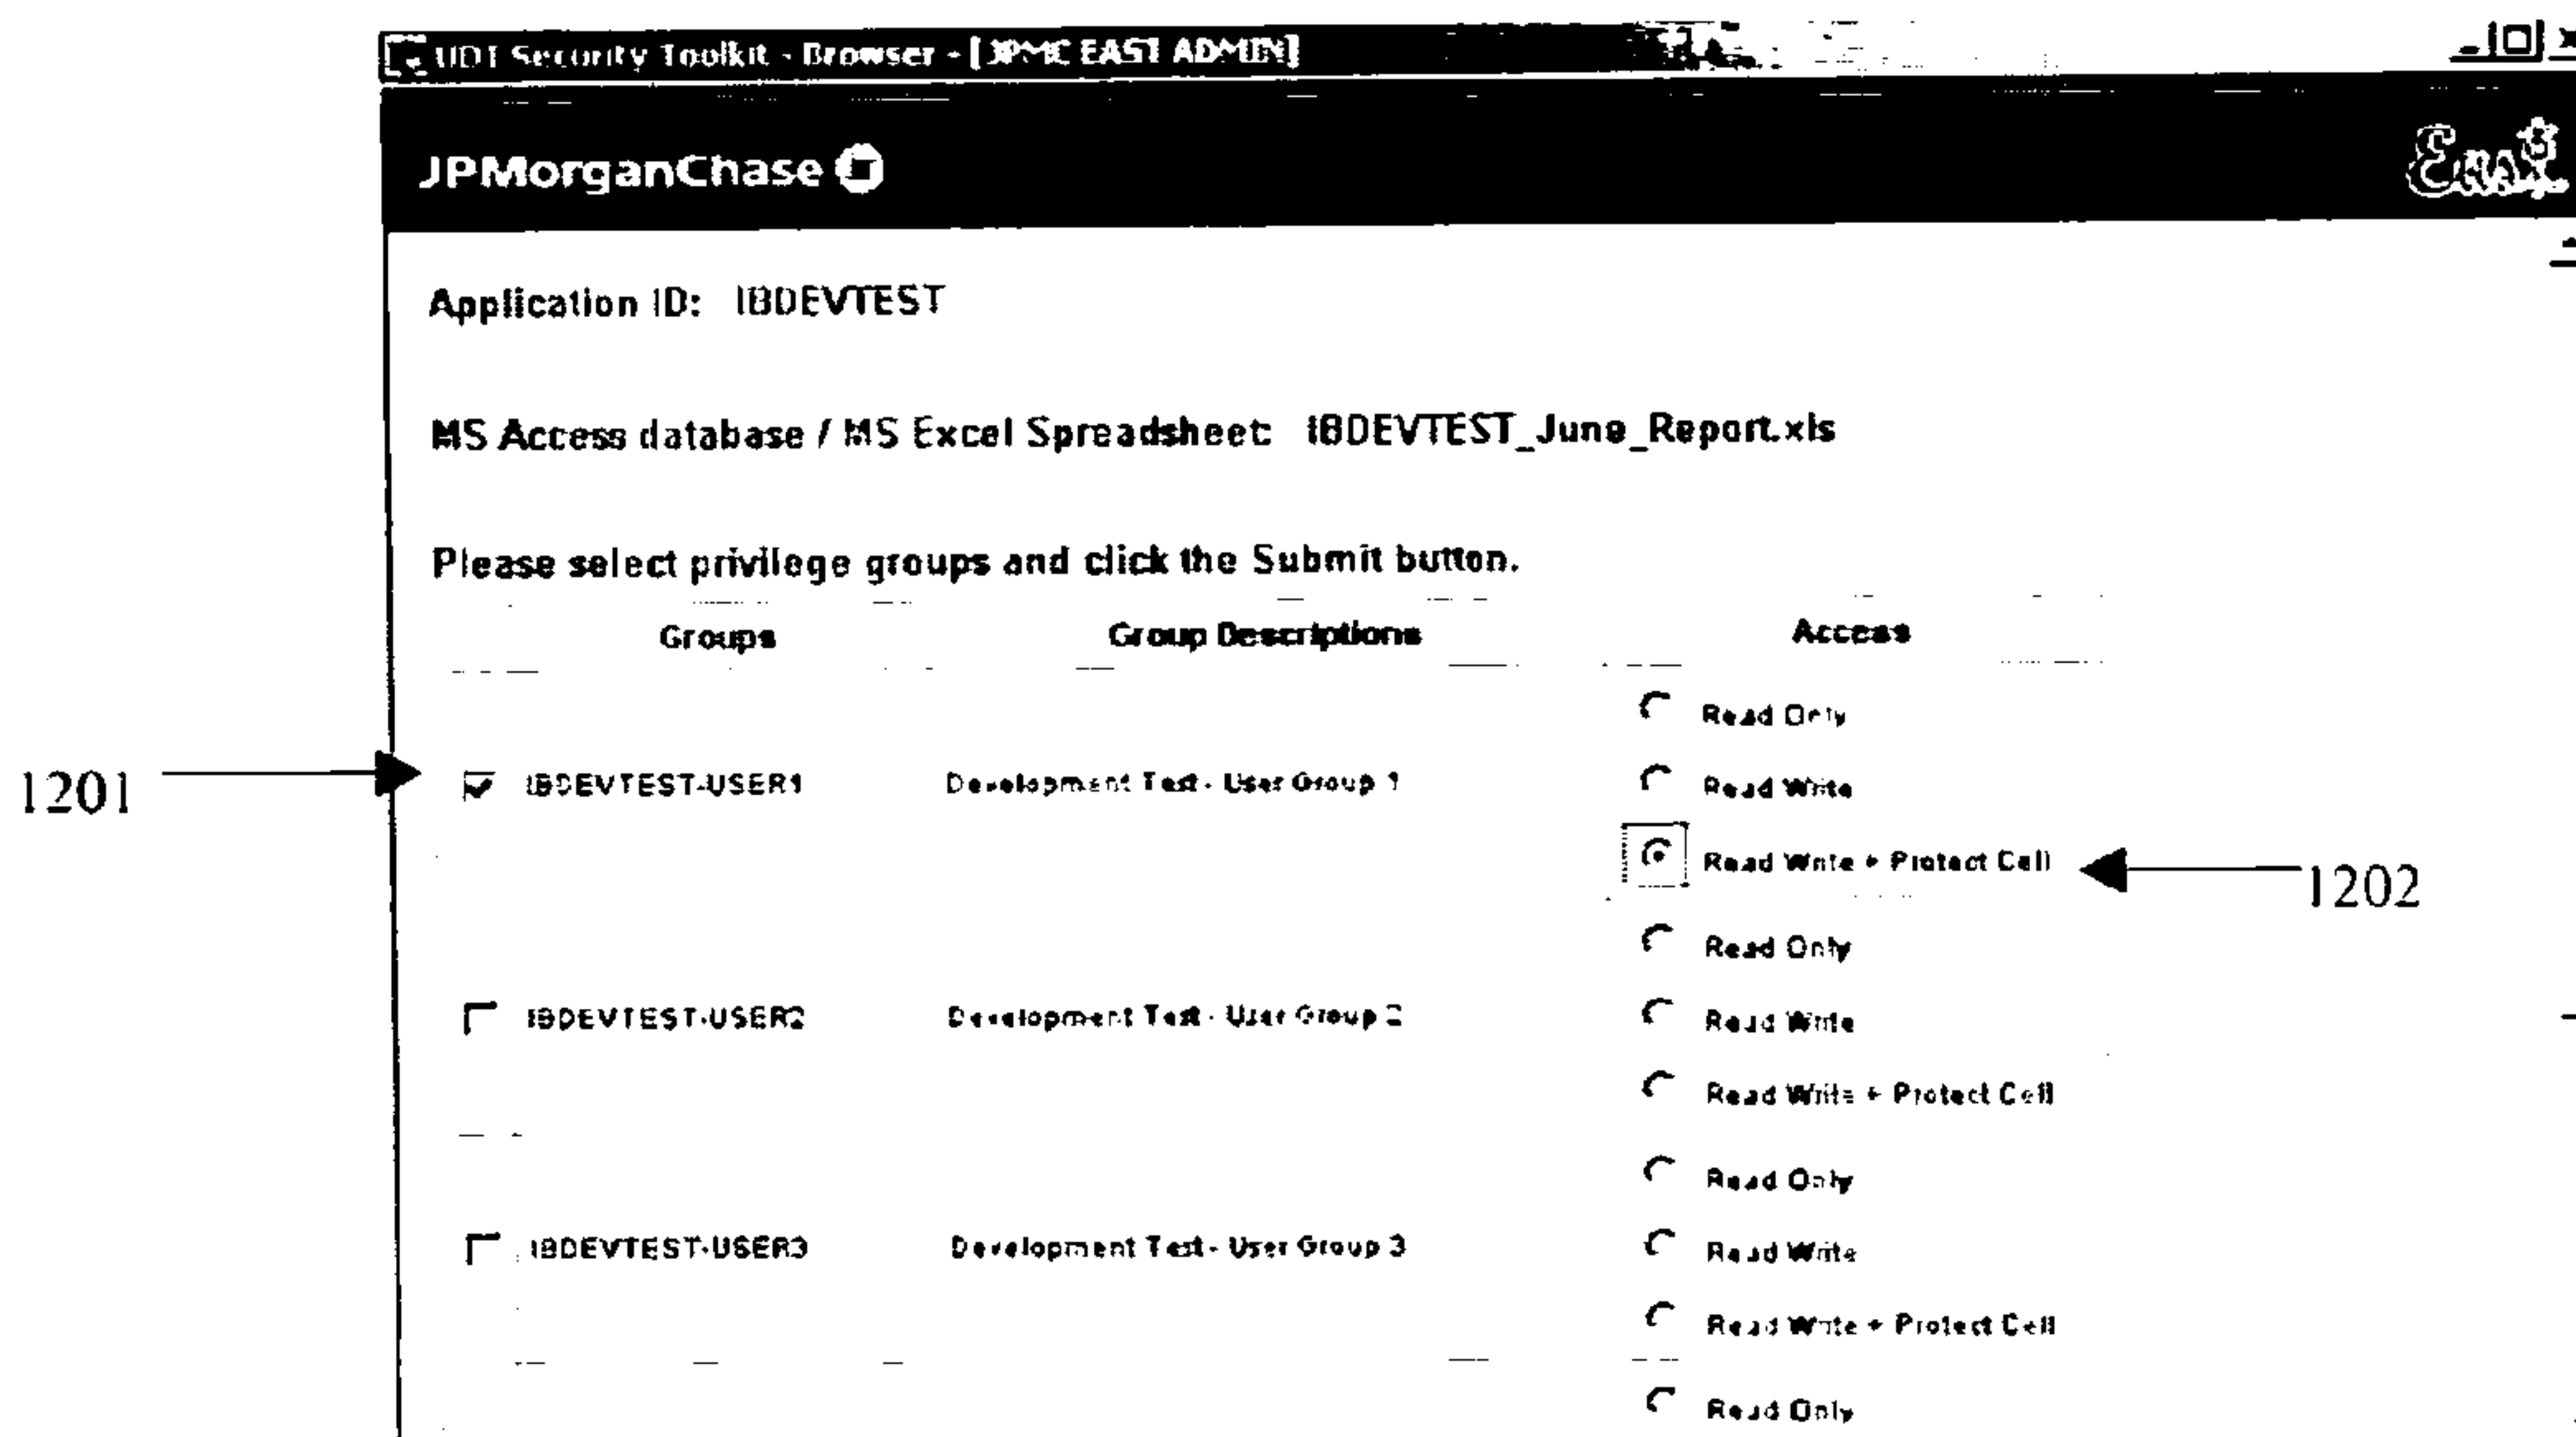 UDT Security Toolkit - Browser - [JPMC EAST ADMIN]
JPMorganChase
Application ID: IBDEVTEST
MS Access database / MS Excel Spreadsheet: IBDEVTEST_June_Report.xls
Please select privilege groups and click the Submit button.
Groups Group Descriptions Access
Read Only
1201 IBDEVTEST-USER1 Development Test - User Group 1 Read Write
Read Write + Protect Cell 1202
Read Only
IBDEVTEST-USER2 Development Test - User Group 2 Read Write
Read Write + Protect Cell
Read Only
IBDEVTEST-USER3 Development Test - User Group 3 Read Write
Read Write + Protect Cell
Read Only